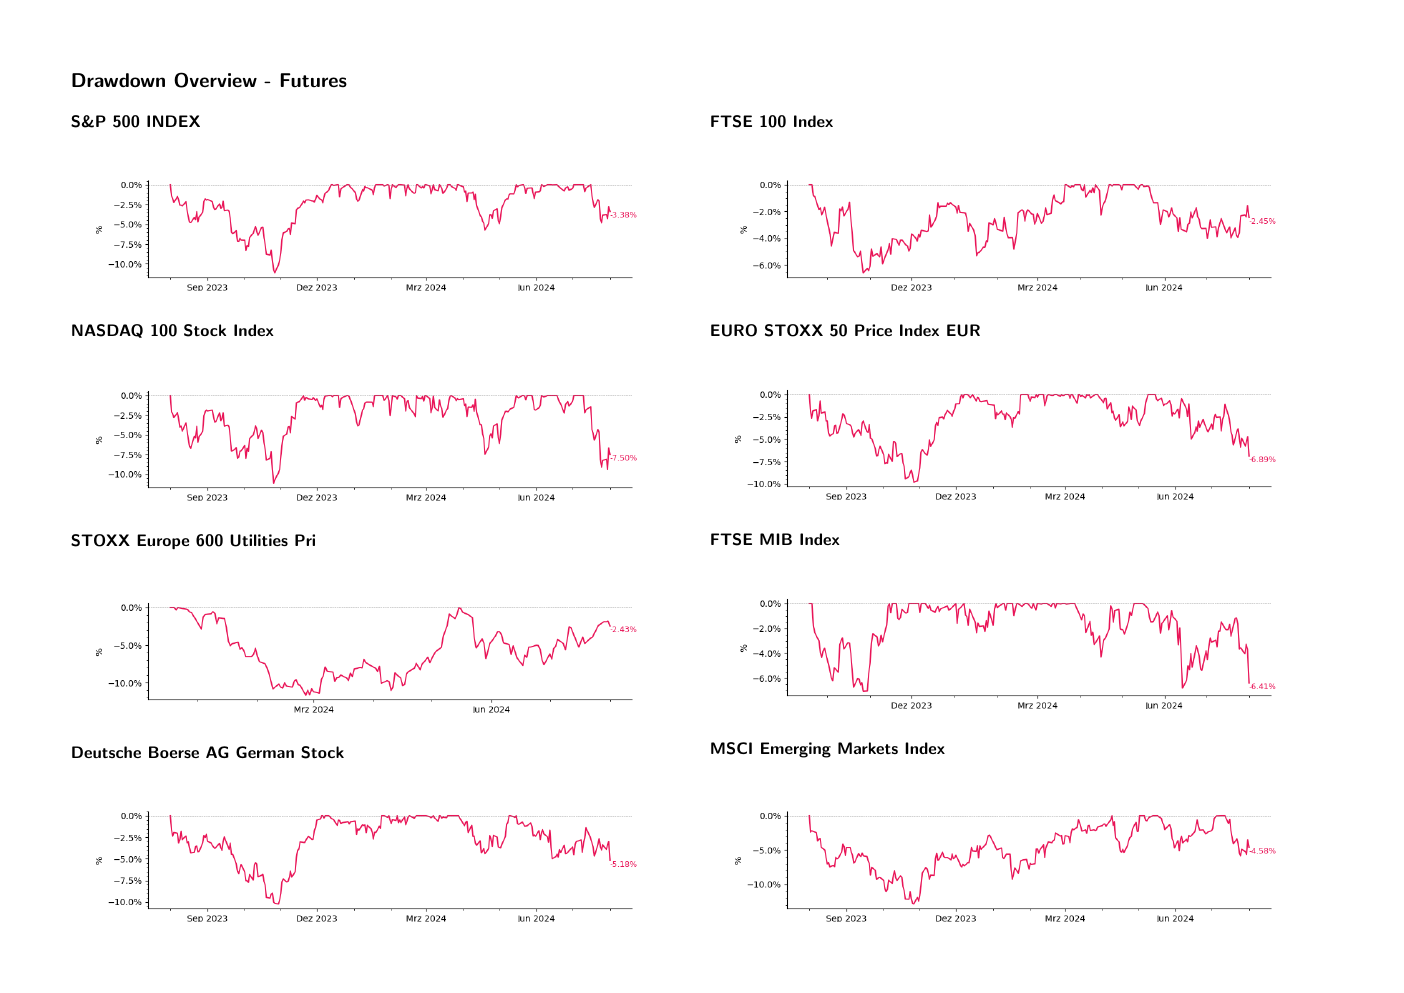 Drawdown Overview - Futures
S&P 500 INDEX
0.0%
−2.5%
−5.0%
−7.5%
−10.0%
%
-3.38%
Sep 2023 Dez 2023 Mrz 2024 Jun 2024
FTSE 100 Index
0.0%
−2.0%
−4.0%
−6.0%
%
-2.45%
Dez 2023 Mrz 2024 Jun 2024
NASDAQ 100 Stock Index
0.0%
−2.5%
−5.0%
−7.5%
−10.0%
%
-7.50%
Sep 2023 Dez 2023 Mrz 2024 Jun 2024
EURO STOXX 50 Price Index EUR
0.0%
−2.5%
−5.0%
−7.5%
−10.0%
%
-6.89%
Sep 2023 Dez 2023 Mrz 2024 Jun 2024
STOXX Europe 600 Utilities Pri
0.0%
−5.0%
−10.0%
%
-2.43%
Mrz 2024 Jun 2024
FTSE MIB Index
0.0%
−2.0%
−4.0%
−6.0%
%
-6.41%
Dez 2023 Mrz 2024 Jun 2024
Deutsche Boerse AG German Stock
0.0%
−2.5%
−5.0%
−7.5%
−10.0%
%
-5.18%
Sep 2023 Dez 2023 Mrz 2024 Jun 2024
MSCI Emerging Markets Index
0.0%
−5.0%
−10.0%
%
-4.58%
Sep 2023 Dez 2023 Mrz 2024 Jun 2024